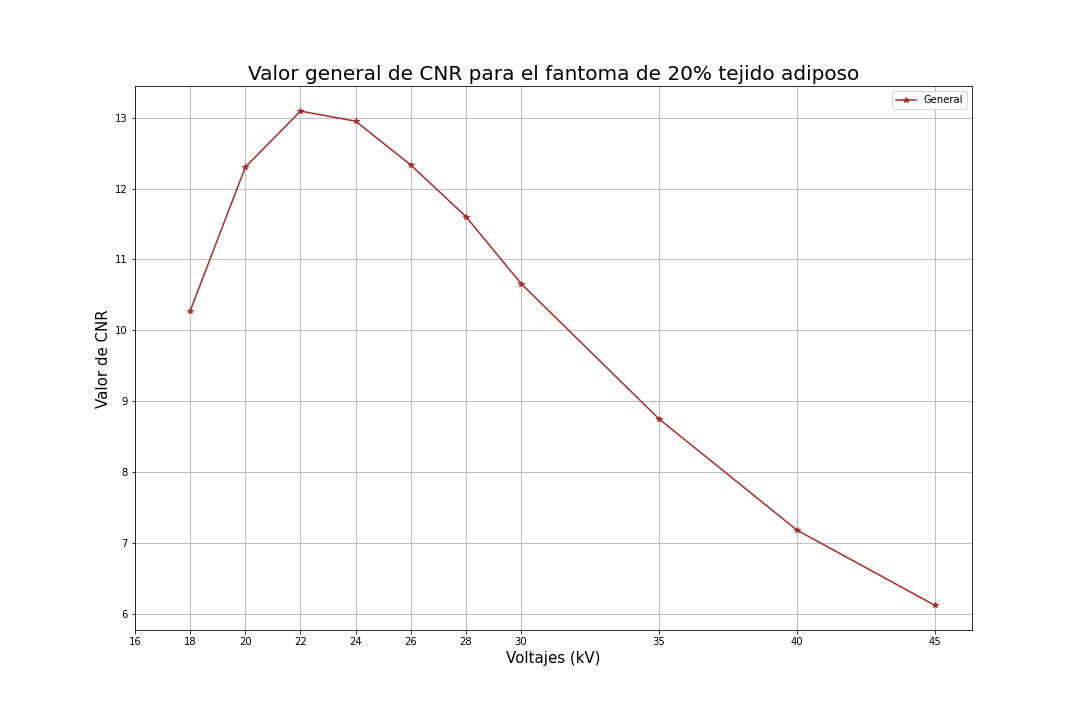 Valor general de CNR para el fantoma de 20% tejido adiposo
General
13
12
11
10
9
8
7
6
Valor de CNR
16 18 20 22 24 26 28 30 35 40 45
Voltajes (kV)